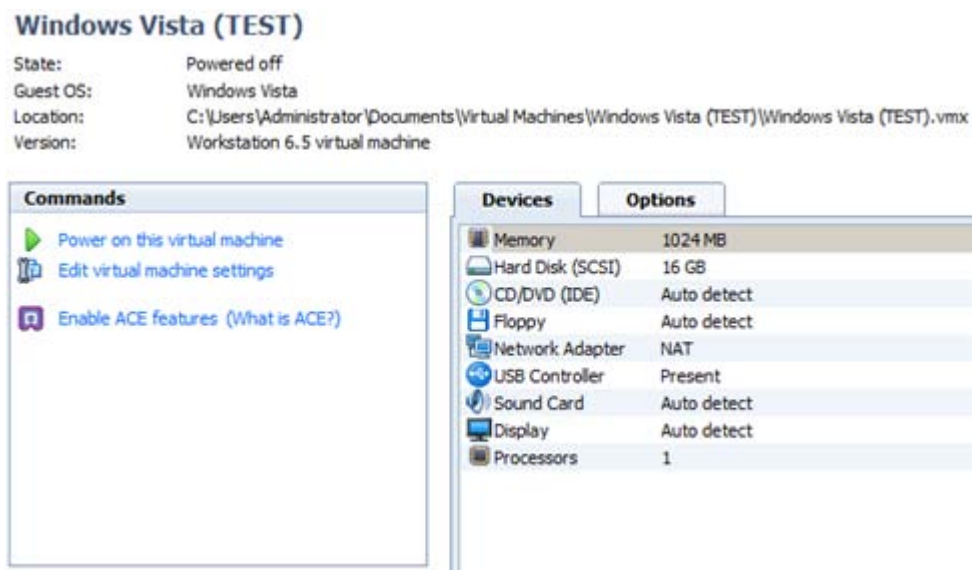 Windows Vista (TEST)
State: Powered off
Guest OS: Windows Vista
Location: C:\Users\Administrator\Documents\Virtual Machines\Windows Vista (TEST)\Windows Vista (TEST).vmx
Version: Workstation 6.5 virtual machine
Commands
Power on this virtual machine
Edit virtual machine settings
Enable ACE features (What is ACE?)
Devices Options
Memory 1024 MB
Hard Disk (SCSI) 16 GB
CD/DVD (IDE) Auto detect
Floppy Auto detect
Network Adapter NAT
USB Controller Present
Sound Card Auto detect
Display Auto detect
Processors 1